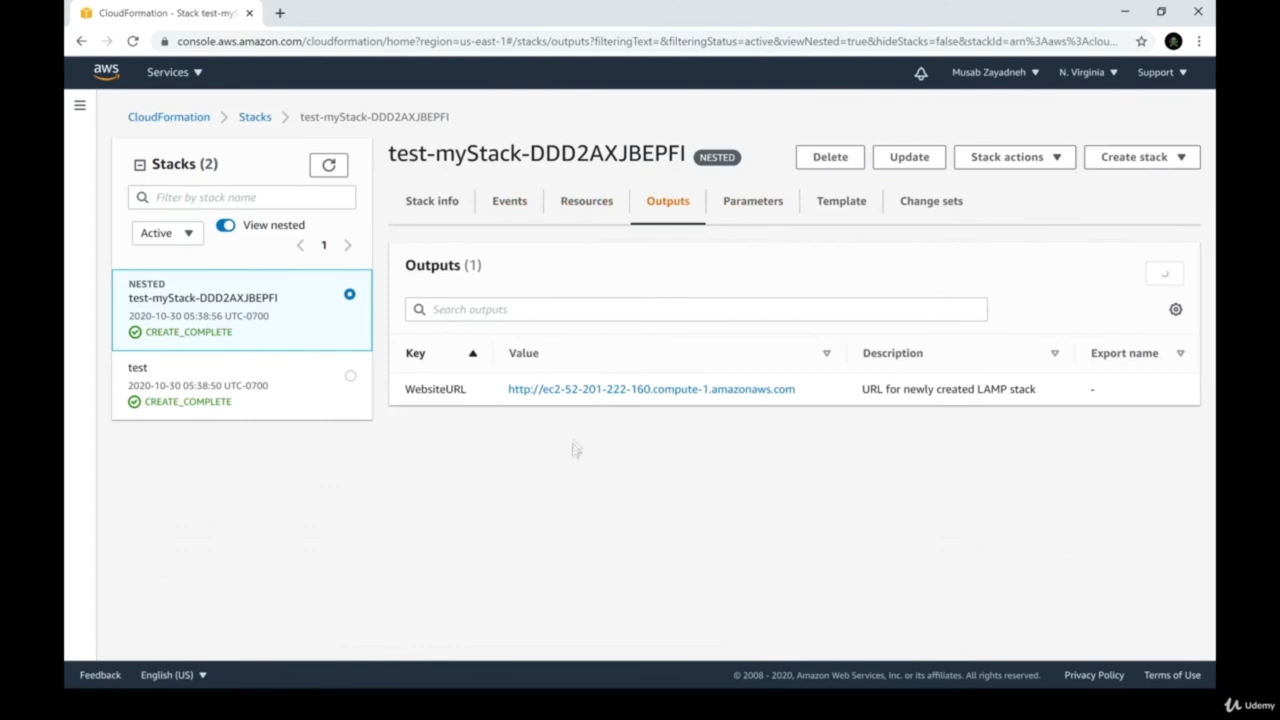 CloudFormation - Stack test-my
console.aws.amazon.com/cloudformation/home?region=us-east-1#/stacks/outputs?filteringText=&filteringStatus=active&viewNested=true&hideStacks=false&stackId=arn%3Aaws%3Aclou...
aws Services Musab Zayadneh N. Virginia Support
CloudFormation Stacks test-myStack-DDD2AXJBEPFI
Stacks (2)
Filter by stack name
Active View nested
1
NESTED
test-myStack-DDD2AXJBEPFI
2020-10-30 05:38:56 UTC-0700
CREATE_COMPLETE
test
2020-10-30 05:38:50 UTC-0700
CREATE_COMPLETE
test-myStack-DDD2AXJBEPFI NESTED Delete Update Stack actions Create stack
Stack info Events Resources Outputs Parameters Template Change sets
Outputs (1)
Search outputs
Key Value Description Export name
WebsiteURL http://ec2-52-201-222-160.compute-1.amazonaws.com URL for newly created LAMP stack -
Feedback English (US) © 2008 - 2020, Amazon Web Services, Inc. or its affiliates. All rights reserved. Privacy Policy Terms of Use
Udemy